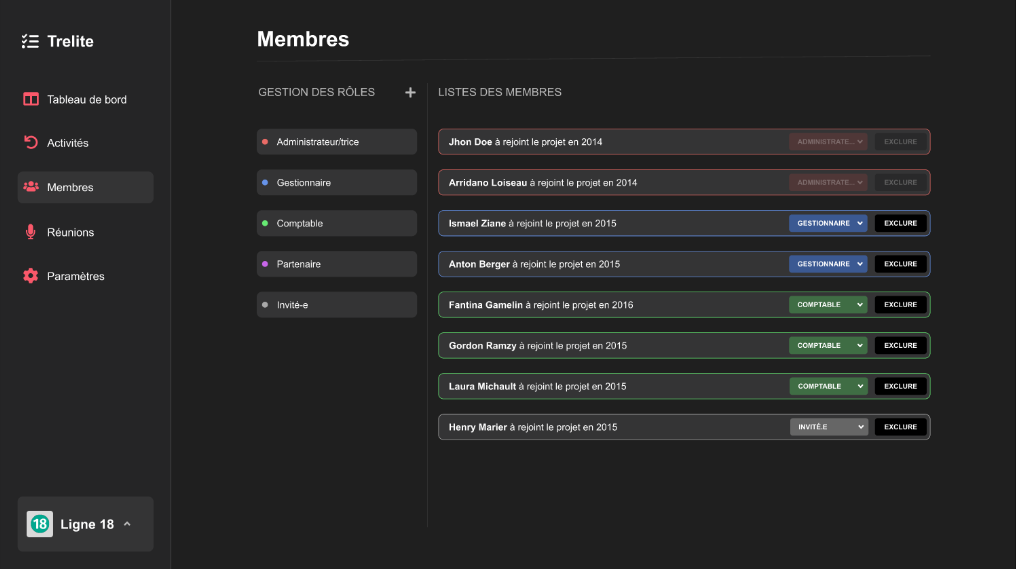 Trelite
Tableau de bord
Activités
Membres
Réunions
Paramètres
18 Ligne 18
Membres
GESTION DES RÔLES +
Administrateur/trice
Gestionnaire
Comptable
Partenaire
Invité-e
LISTES DES MEMBRES
Jhon Doe à rejoint le projet en 2014 ADMINISTRATE... EXCLURE
Arridano Loiseau à rejoint le projet en 2014 ADMINISTRATE... EXCLURE
Ismael Ziane à rejoint le projet en 2015 GESTIONNAIRE EXCLURE
Anton Berger à rejoint le projet en 2015 GESTIONNAIRE EXCLURE
Fantina Gamelin à rejoint le projet en 2016 COMPTABLE EXCLURE
Gordon Ramzy à rejoint le projet en 2015 COMPTABLE EXCLURE
Laura Michault à rejoint le projet en 2015 COMPTABLE EXCLURE
Henry Marier à rejoint le projet en 2015 INVITÉ.E EXCLURE